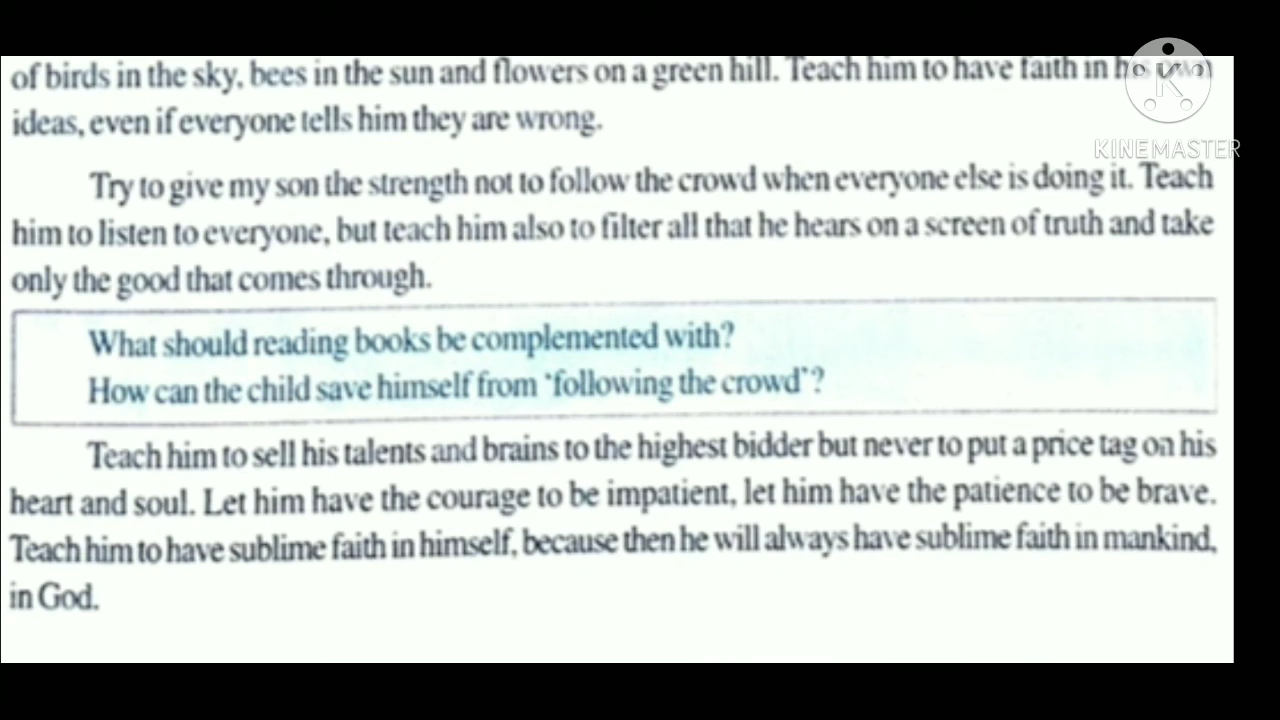 of birds in the sky, bees in the sun and flowers on a green hill. Teach him to have faith in his own
ideas, even if everyone tells him they are wrong.
Try to give my son the strength not to follow the crowd when everyone else is doing it. Teach
him to listen to everyone, but teach him also to filter all that he hears on a screen of truth and take
only the good that comes through.
What should reading books be complemented with?
How can the child save himself from 'following the crowd'?
Teach him to sell his talents and brains to the highest bidder but never to put a price tag on his
heart and soul. Let him have the courage to be impatient, let him have the patience to be brave.
Teach him to have sublime faith in himself, because then he will always have sublime faith in mankind,
in God.
K
KINEMASTER